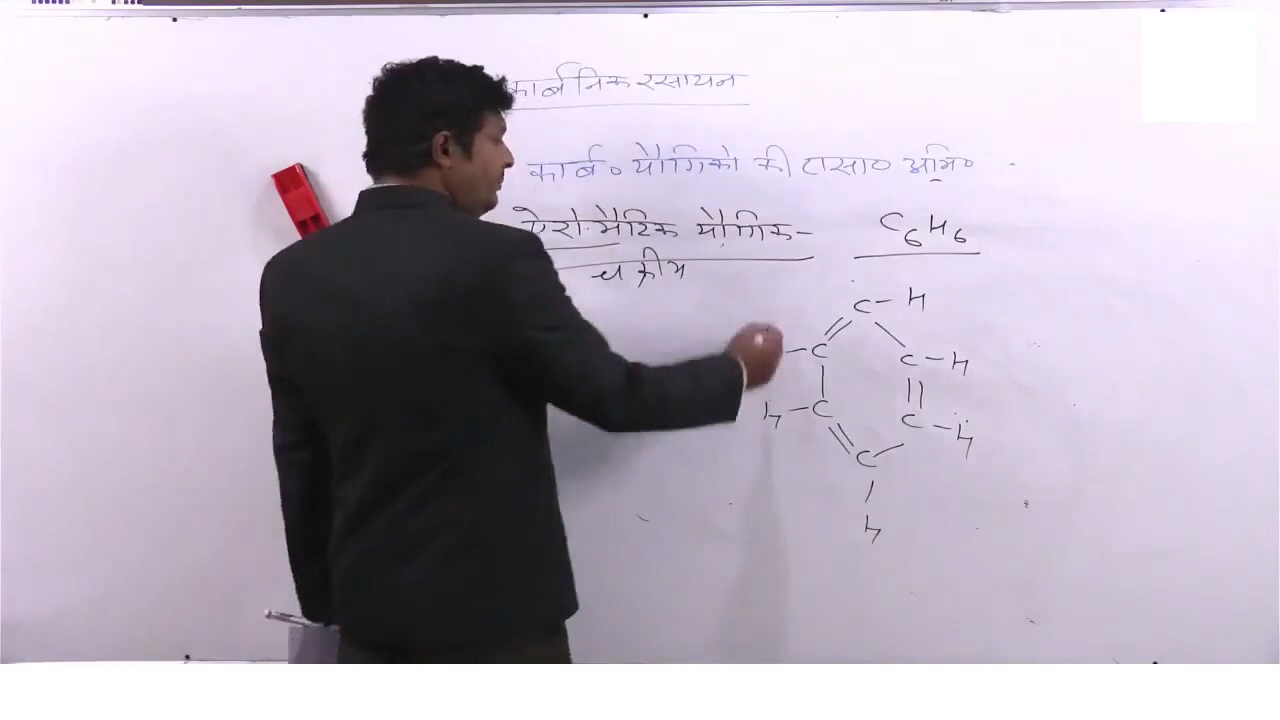 कार्बनिक रसायन
कार्ब० यौगिको की रासा० अभि०
ऐरोमैटिक यौगिक- C6H6
चक्रीय
C-H
-C C-H
H-C C-H
C
H